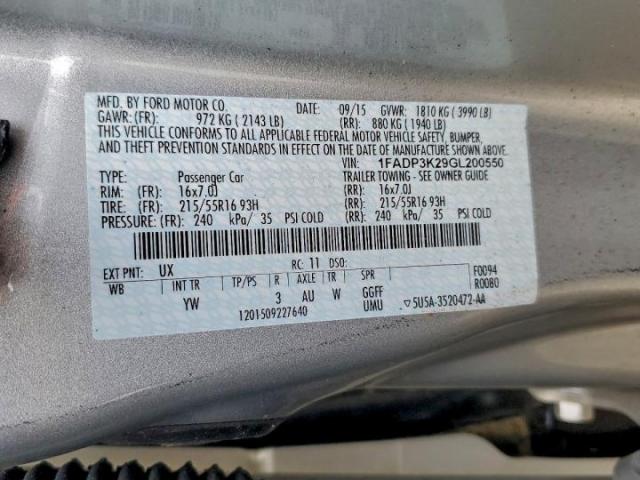 MFD. BY FORD MOTOR CO. DATE: 09/15 GVWR: 1810 KG ( 3990 LB)
GAWR: (FR): 972 KG ( 2143 LB) (RR): 880 KG ( 1940 LB)
THIS VEHICLE CONFORMS TO ALL APPLICABLE FEDERAL MOTOR VEHICLE SAFETY, BUMPER,
AND THEFT PREVENTION STANDARDS IN EFFECT ON THE DATE OF MANUFACTURE SHOWN ABOVE.
VIN: 1FADP3K29GL200550
TYPE: Passenger Car TRAILER TOWING - SEE OWNER GUIDE
RIM: (FR): 16x7.0J (RR): 16x7.0J
TIRE: (FR): 215/55R16 93H (RR): 215/55R16 93H
PRESSURE: (FR): 240 kPa/ 35 PSI COLD (RR): 240 kPa/ 35 PSI COLD
EXT PNT: UX RC: 11 DSO: F0094
WB INT TR TP/PS R AXLE TR SPR R0080
YW 3 AU W GGFF
1201509227640 UMU ▽5U5A-3520472-AA